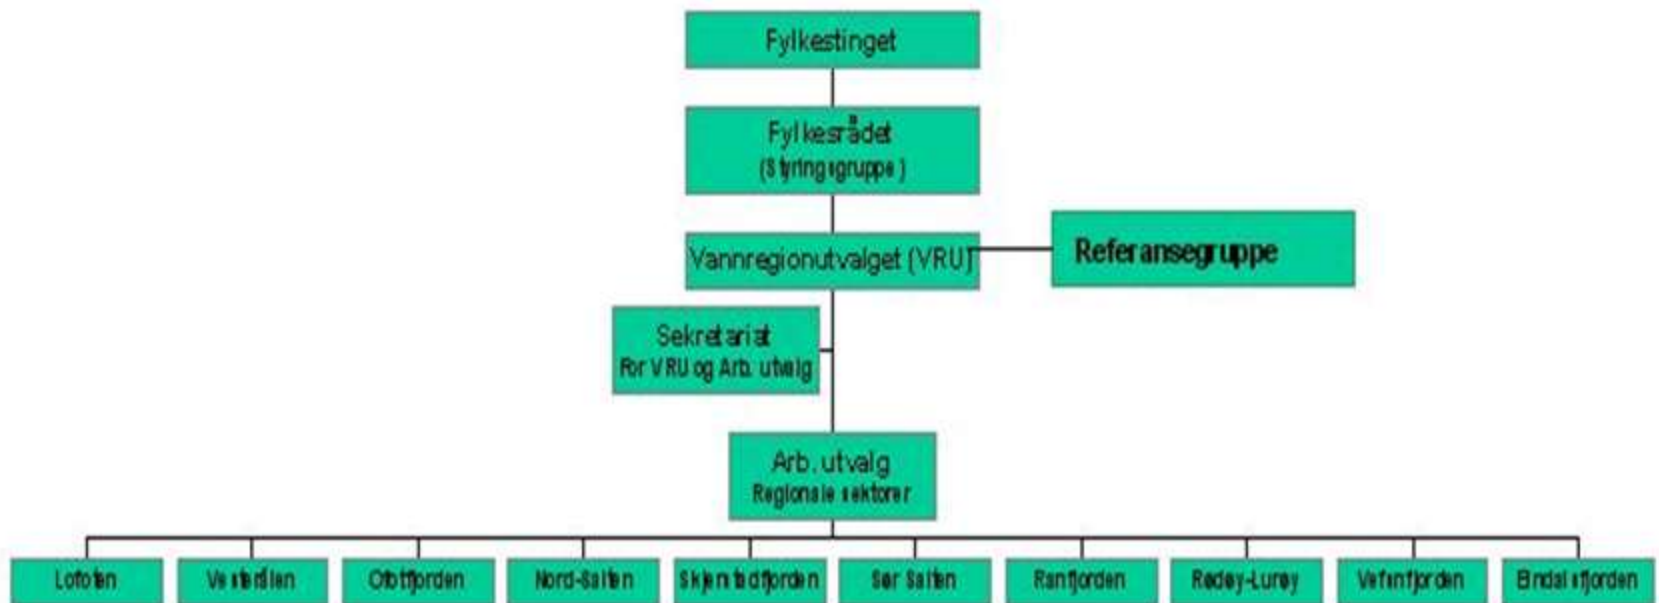 Fylkestinget
Fylkesrådet
(Styringsgruppe)
Vannregionutvalget (VRU)
Referansegruppe
Sekretariat
For VRU og Arb. utvalg
Arb. utvalg
Regionale sektorer
Lofoten
Vesterålen
Ofotfjorden
Nord-Salten
Skjerstadfjorden
Sør Salten
Ranfjorden
Rødøy-Lurøy
Vefsnfjorden
Bindalsfjorden